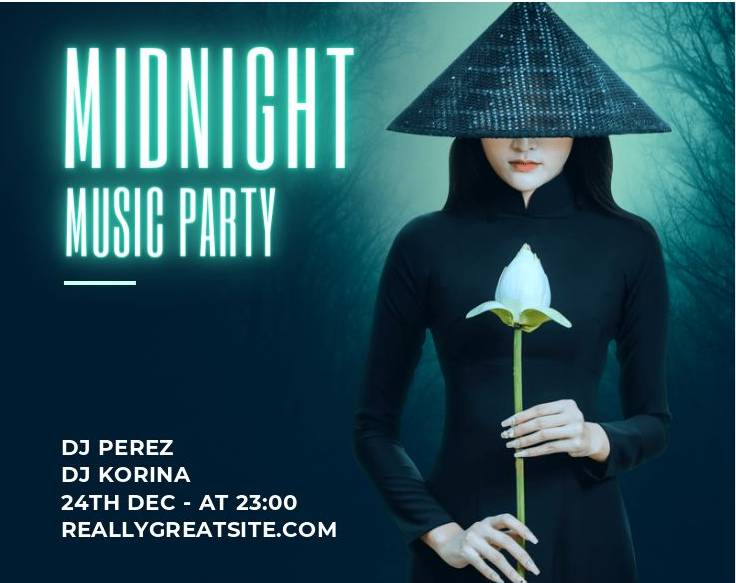 MIDNIGHT
MUSIC PARTY
DJ PEREZ
DJ KORINA
24TH DEC - AT 23:00
REALLYGREATSITE.COM